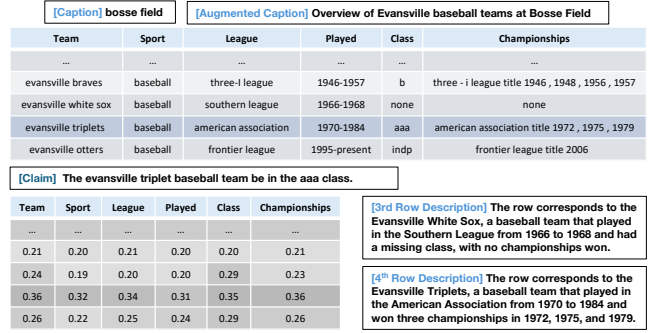 [Caption] bosse field
[Augmented Caption] Overview of Evansville baseball teams at Bosse Field
Team Sport League Played Class Championships
... ... ... ... ... ...
evansville braves baseball three-I league 1946-1957 b three - i league title 1946 , 1948 , 1956 , 1957
evansville white sox baseball southern league 1966-1968 none none
evansville triplets baseball american association 1970-1984 aaa american association title 1972 , 1975 , 1979
evansville otters baseball frontier league 1995-present indp frontier league title 2006
[Claim] The evansville triplet baseball team be in the aaa class.
Team Sport League Played Class Championships
... ... ... ... ... ...
0.21 0.20 0.21 0.20 0.20 0.21
0.24 0.19 0.20 0.20 0.29 0.23
0.36 0.32 0.34 0.31 0.35 0.36
0.26 0.22 0.25 0.24 0.29 0.26
[3rd Row Description] The row corresponds to the
Evansville White Sox, a baseball team that played
in the Southern League from 1966 to 1968 and had
a missing class, with no championships won.
[4th Row Description] The row corresponds to the
Evansville Triplets, a baseball team that played in
the American Association from 1970 to 1984 and
won three championships in 1972, 1975, and 1979.